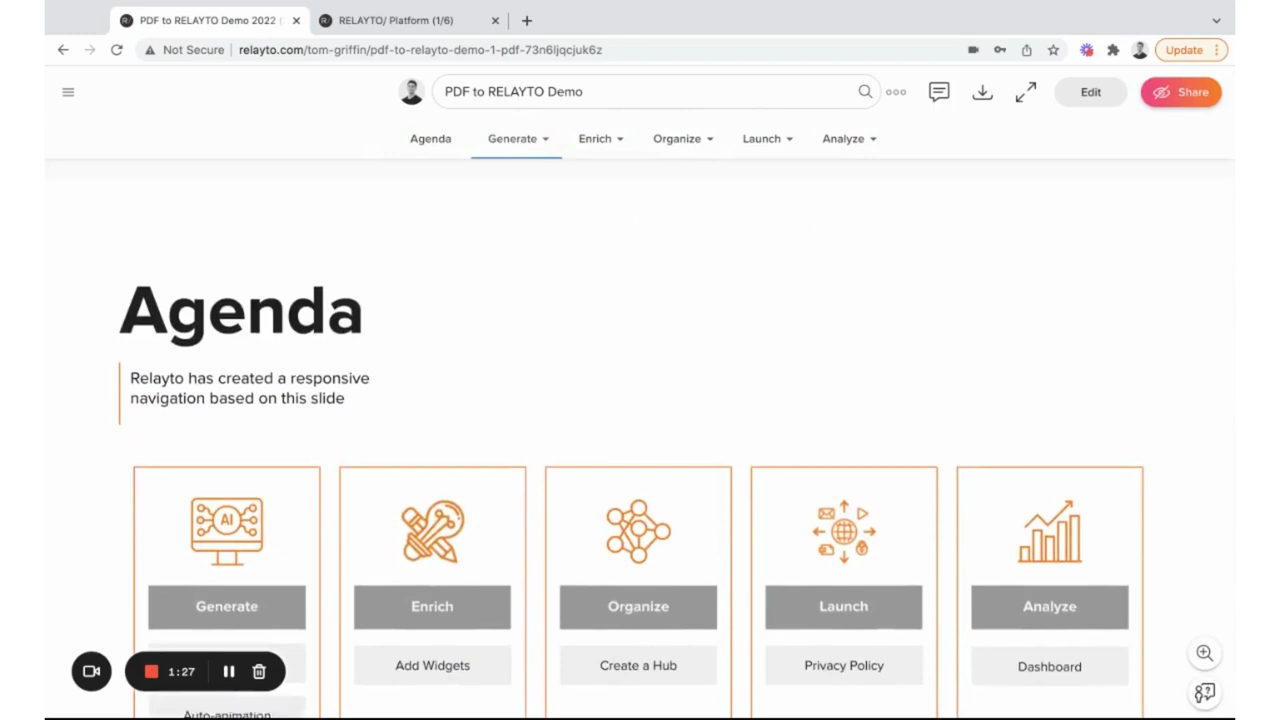 PDF to RELAYTO Demo 2022
RELAYTO/ Platform (1/6)
Not Secure
relayto.com/tom-griffin/pdf-to-relayto-demo-1-pdf-73n6ljqcjuk6z
Update
PDF to RELAYTO Demo
Edit
Share
Agenda
Generate
Enrich
Organize
Launch
Analyze
Agenda
Relayto has created a responsive
navigation based on this slide
AI
Generate
Enrich
Organize
Launch
Analyze
Add Widgets
Create a Hub
Privacy Policy
Dashboard
1:27
Auto-animation